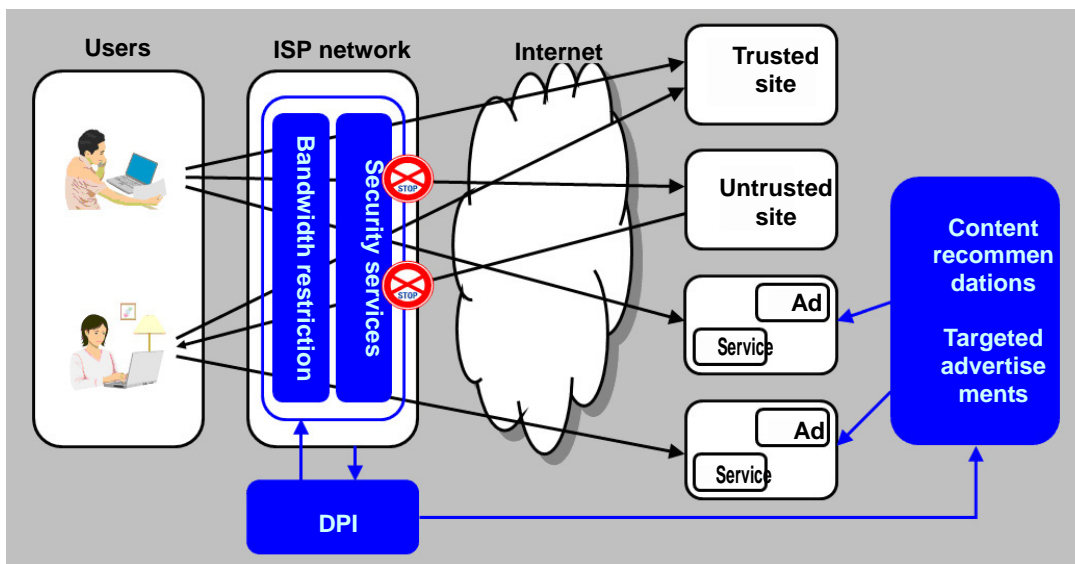 Users
ISP network
Internet
Trusted
site
Bandwidth restriction
Security services
STOP
STOP
Untrusted
site
Content
recommen
dations
Targeted
advertise
ments
Ad
Service
Ad
Service
DPI